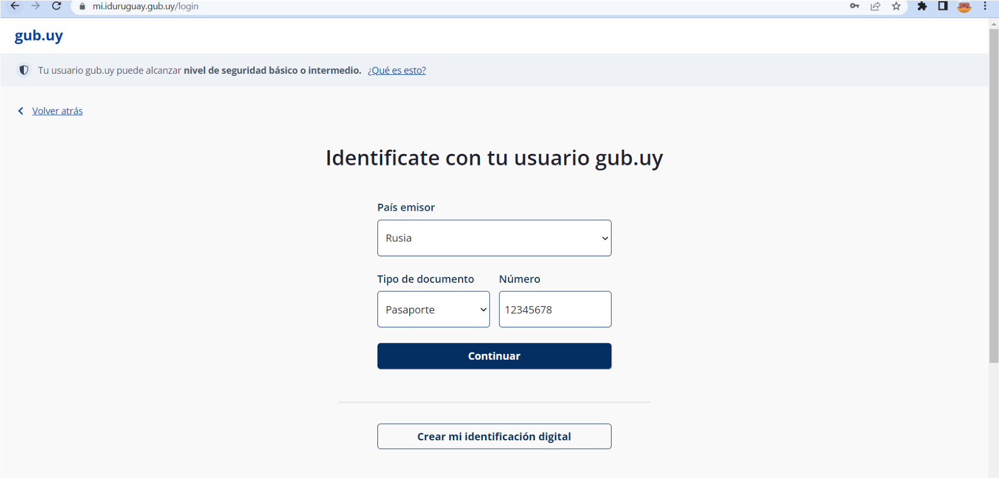 mi.iduruguay.gub.uy/login
gub.uy
Tu usuario gub.uy puede alcanzar nivel de seguridad básico o intermedio. ¿Qué es esto?
Volver atrás
Identificate con tu usuario gub.uy
País emisor
Rusia
Tipo de documento Número
Pasaporte 12345678
Continuar
Crear mi identificación digital